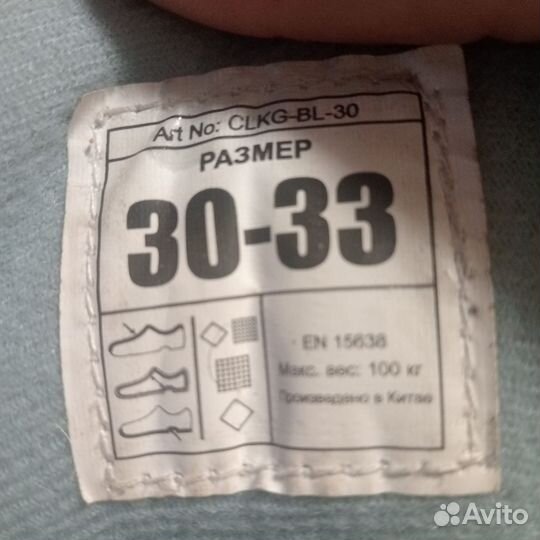 Art No: CLKG-BL-30
РАЗМЕР
30-33
EN 15638
Макс. вес: 100 кг
Произведено в Китае
Avito